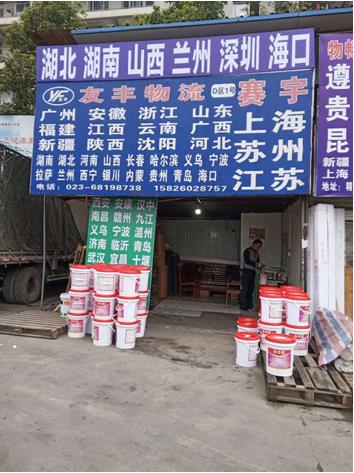 湖北 湖南 山西 兰州 深圳 海口
YF 友丰物流 D区1号 赛宇
广州 安徽 浙江 山东 上海
福建 江西 云南 广西 苏州
新疆 陕西 沈阳 河北 江苏
湖南 湖北 河南 山西 长春 哈尔滨 义乌 宁波
拉萨 兰州 西宁 银川 内蒙 贵州 青岛 海口
电话：023-68198738 15826028757
西安 安康 汉中
南昌 赣州 九江
义乌 宁波 温州
济南 临沂 青岛
武汉 宜昌 十堰
遵
贵
昆
新疆
上海